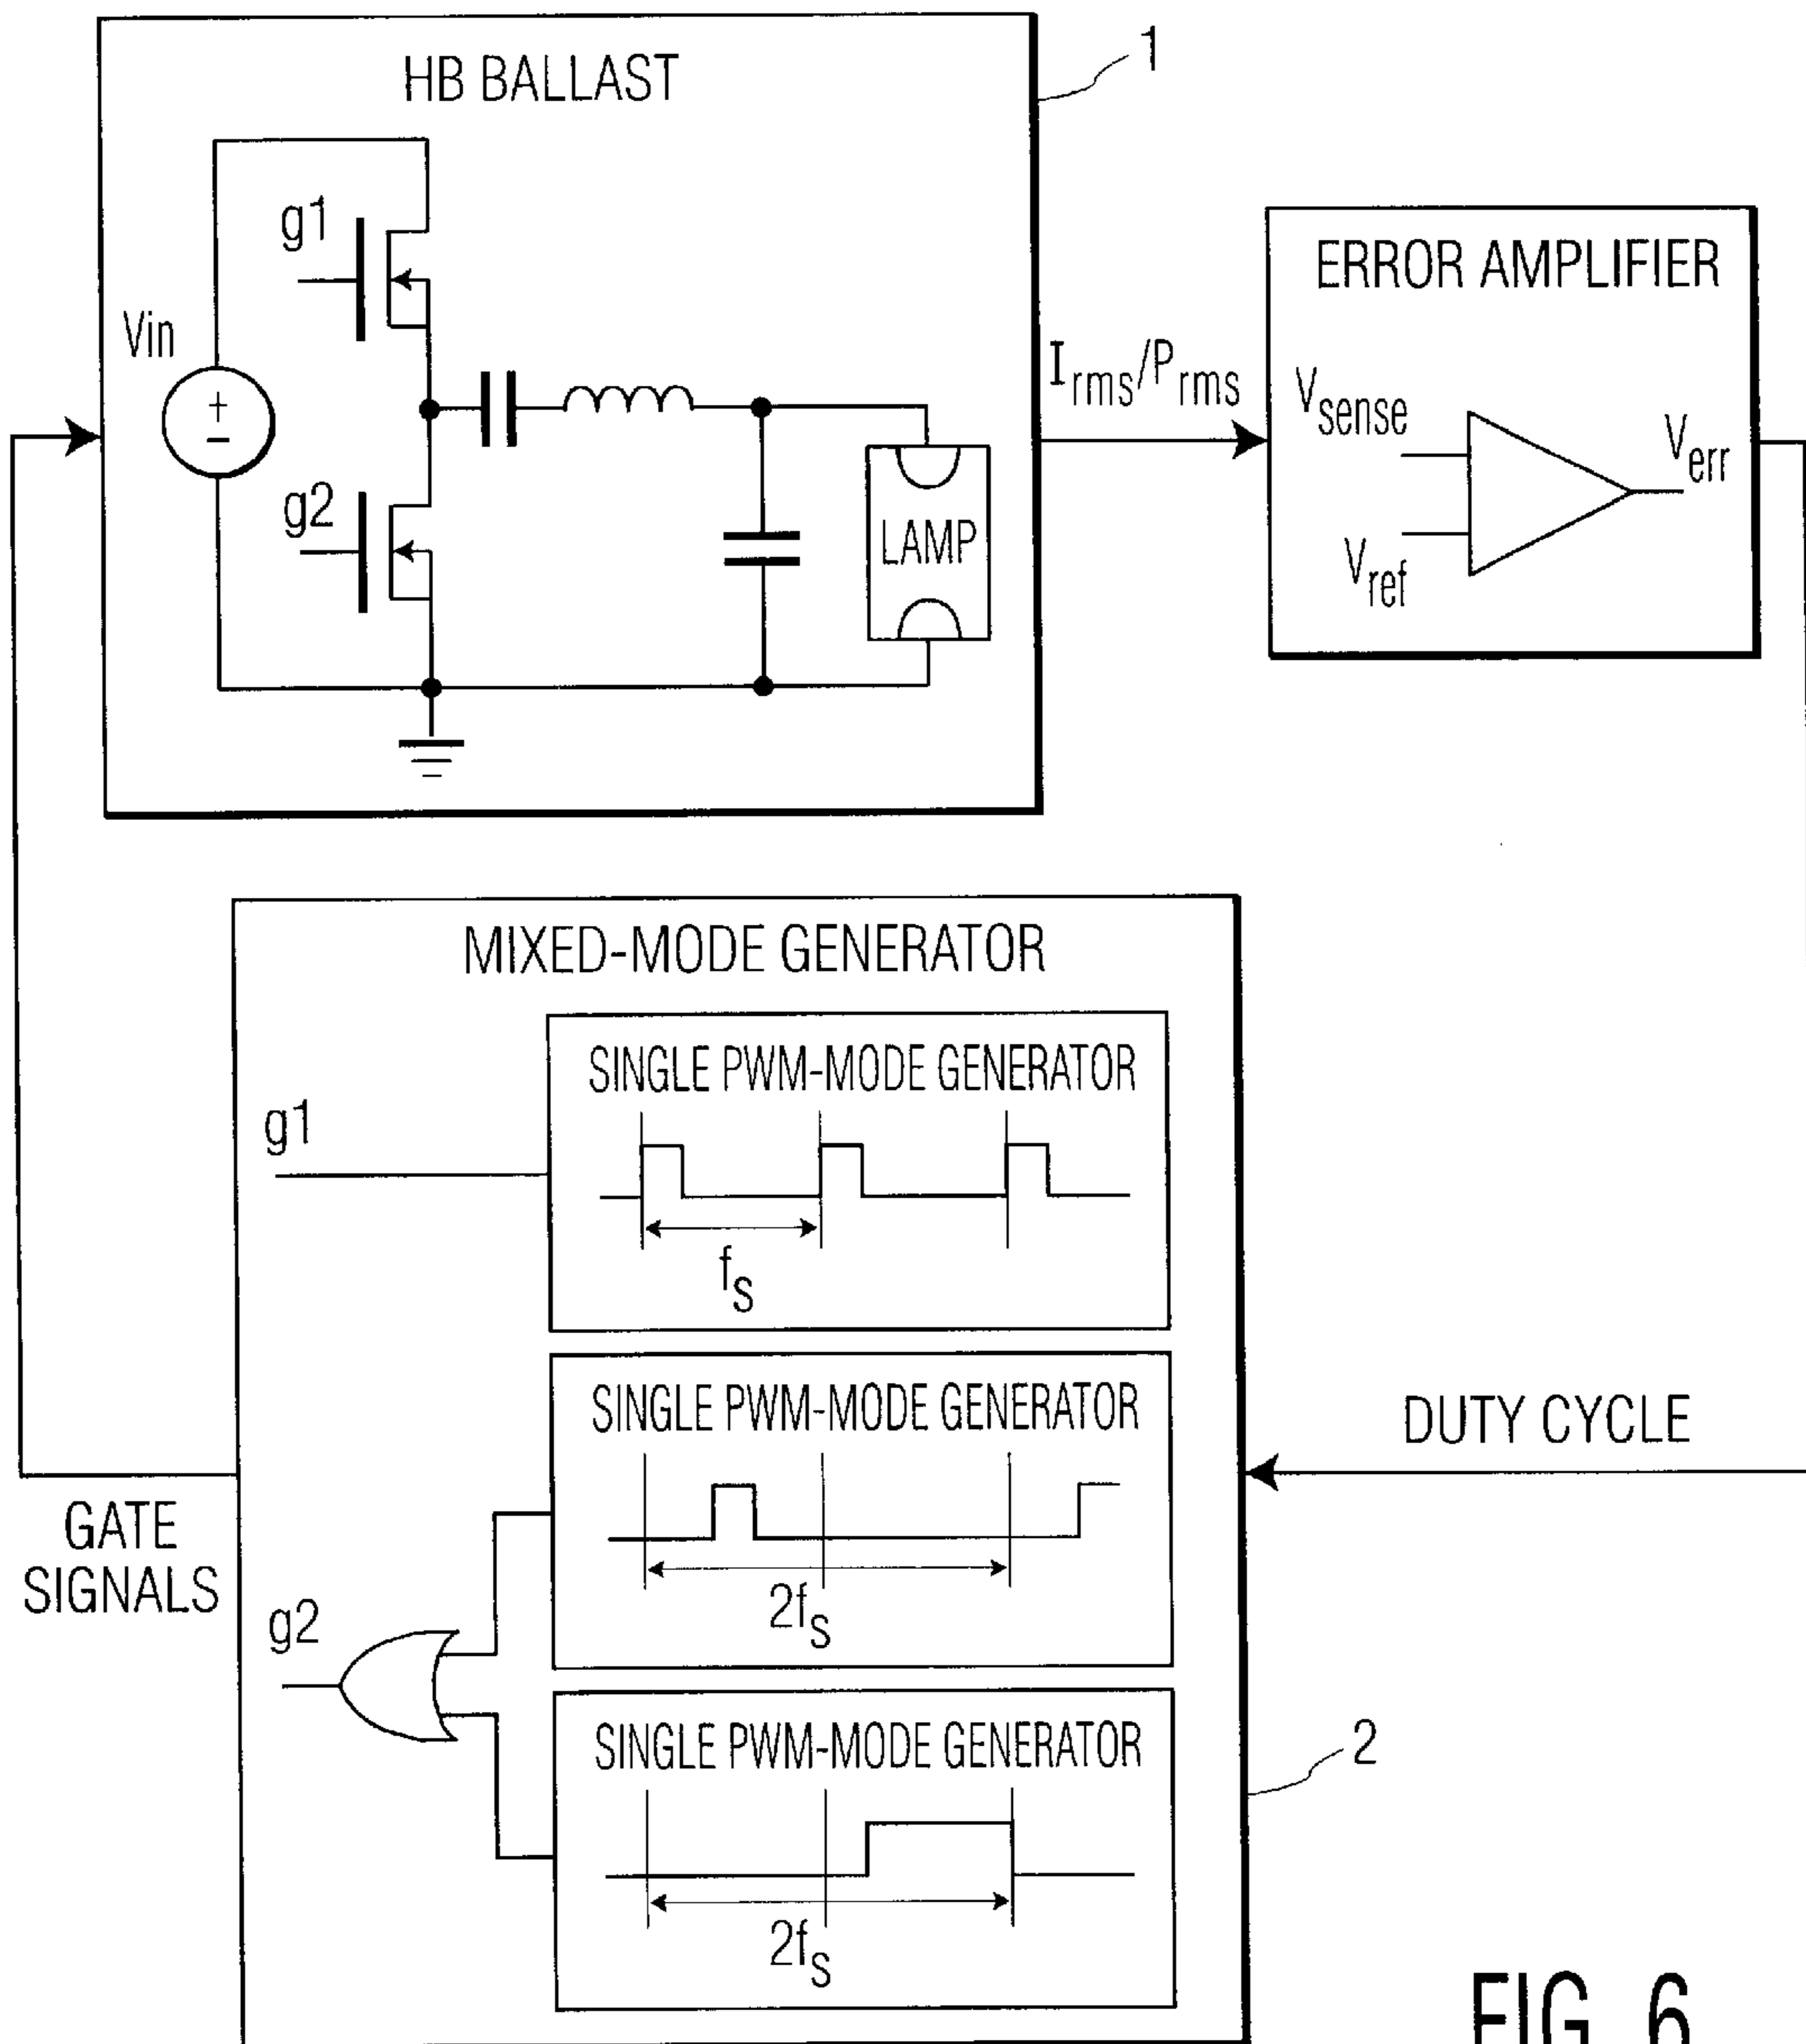 HB BALLAST
1
g1
Vin
+
-
g2
LAMP
Irms/Prms
ERROR AMPLIFIER
Vsense
Verr
Vref
MIXED-MODE GENERATOR
SINGLE PWM-MODE GENERATOR
g1
fs
SINGLE PWM-MODE GENERATOR
2fs
DUTY CYCLE
GATE
SIGNALS
g2
SINGLE PWM-MODE GENERATOR
2fs
2
FIG. 6